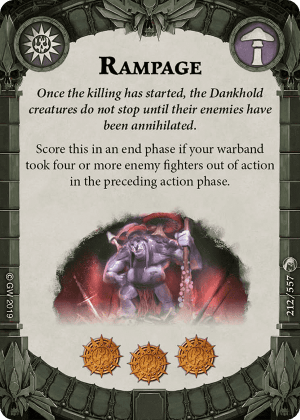 RAMPAGE
Once the killing has started, the Dankhold
creatures do not stop until their enemies have
been annihilated.
Score this in an end phase if your warband
took four or more enemy fighters out of action
in the preceding action phase.
© GW 2019
212/557